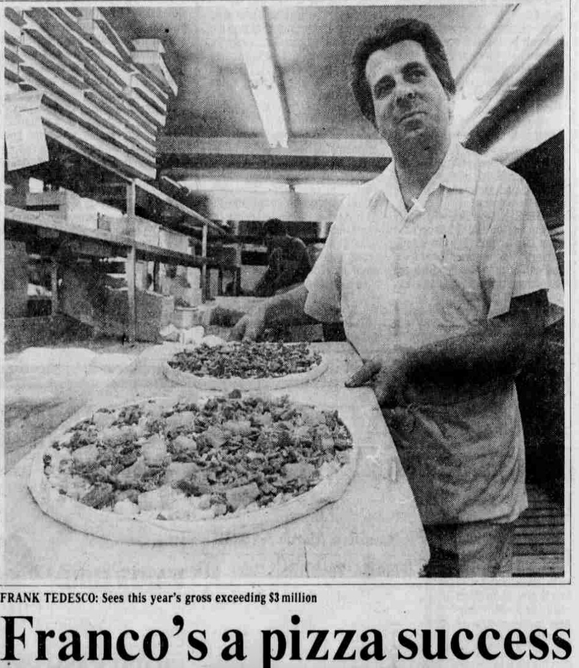 FRANK TEDESCO: Sees this year's gross exceeding $3 million
Franco's a pizza success